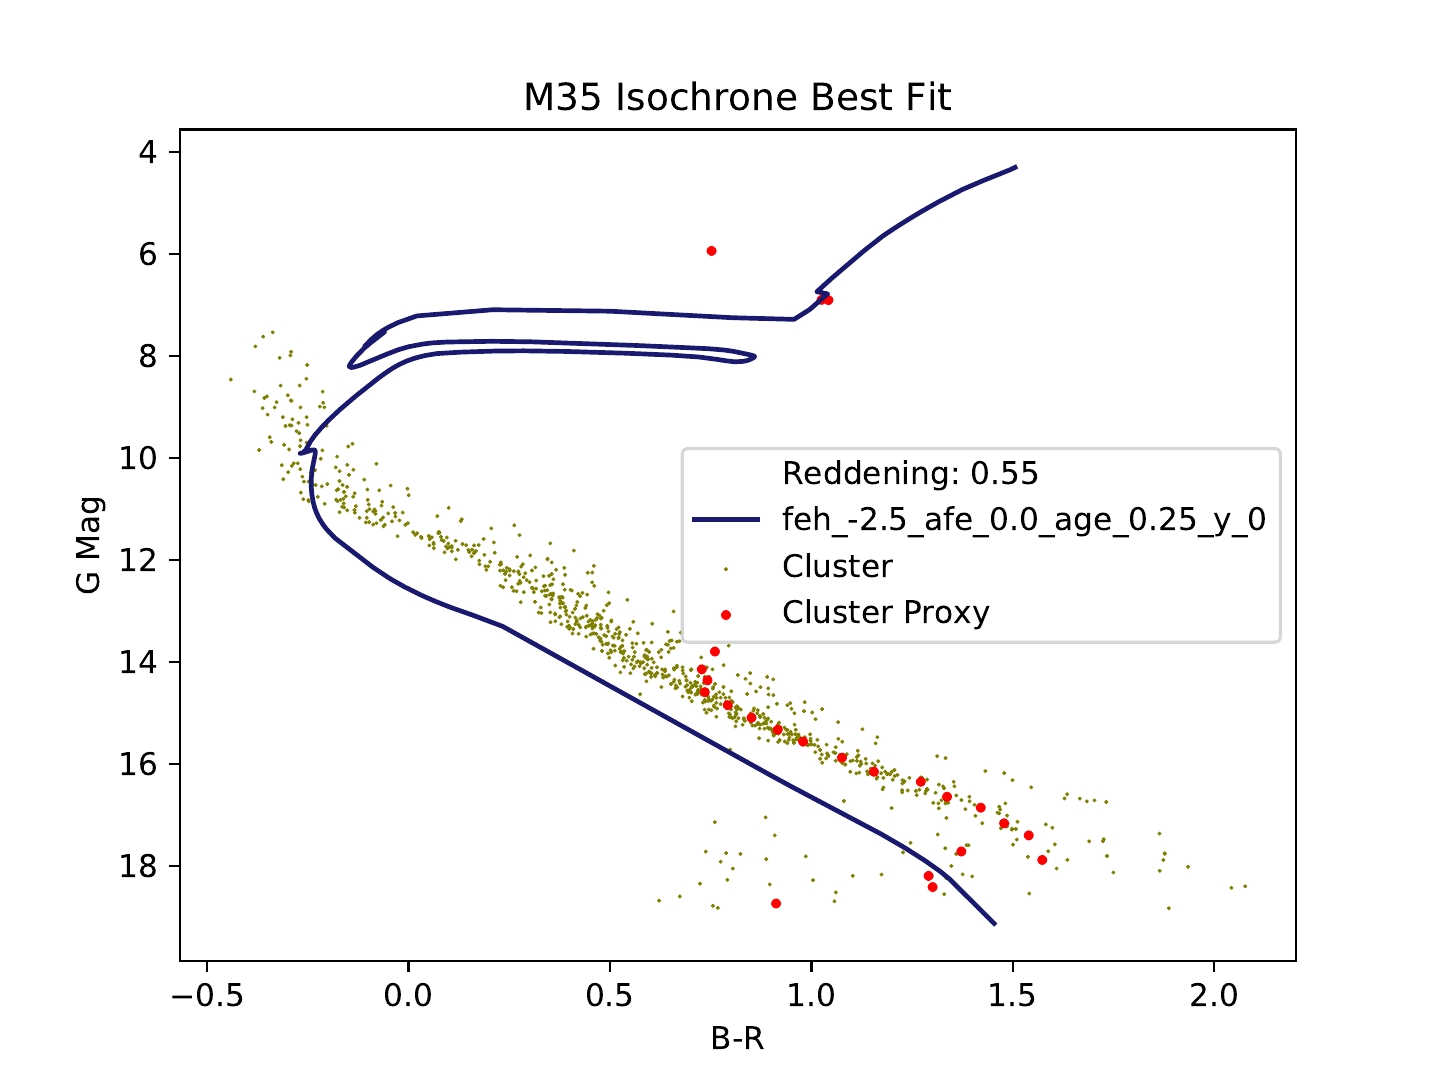 M35 Isochrone Best Fit
4
6
8
10
12
14
16
18
G Mag
Reddening: 0.55
feh_-2.5_afe_0.0_age_0.25_y_0
Cluster
Cluster Proxy
−0.5 0.0 0.5 1.0 1.5 2.0
B-R